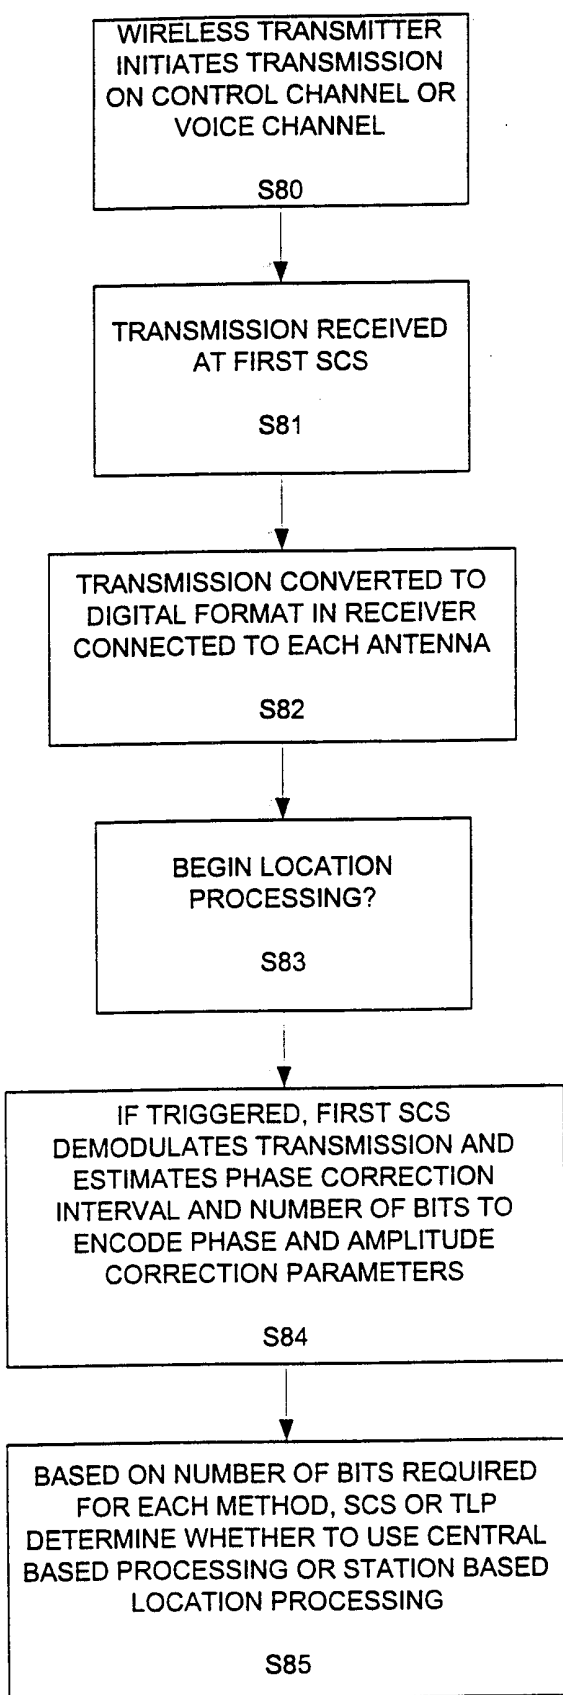 WIRELESS TRANSMITTER
INITIATES TRANSMISSION
ON CONTROL CHANNEL OR
VOICE CHANNEL
S80
TRANSMISSION RECEIVED
AT FIRST SCS
S81
TRANSMISSION CONVERTED TO
DIGITAL FORMAT IN RECEIVER
CONNECTED TO EACH ANTENNA
S82
BEGIN LOCATION
PROCESSING?
S83
IF TRIGGERED, FIRST SCS
DEMODULATES TRANSMISSION AND
ESTIMATES PHASE CORRECTION
INTERVAL AND NUMBER OF BITS TO
ENCODE PHASE AND AMPLITUDE
CORRECTION PARAMETERS
S84
BASED ON NUMBER OF BITS REQUIRED
FOR EACH METHOD, SCS OR TLP
DETERMINE WHETHER TO USE CENTRAL
BASED PROCESSING OR STATION BASED
LOCATION PROCESSING
S85